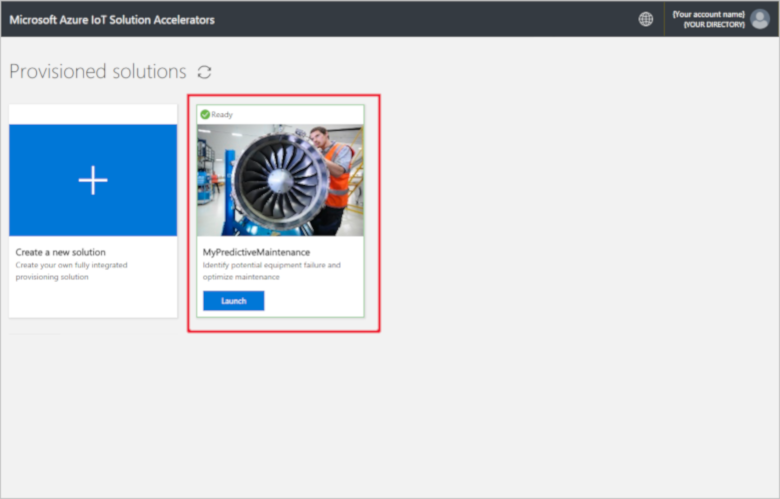 Microsoft Azure IoT Solution Accelerators
(Your account name)
(YOUR DIRECTORY)
Provisioned solutions
Ready
Create a new solution
Create your own fully integrated
provisioning solution
MyPredictiveMaintenance
Identify potential equipment failure and
optimize maintenance
Launch